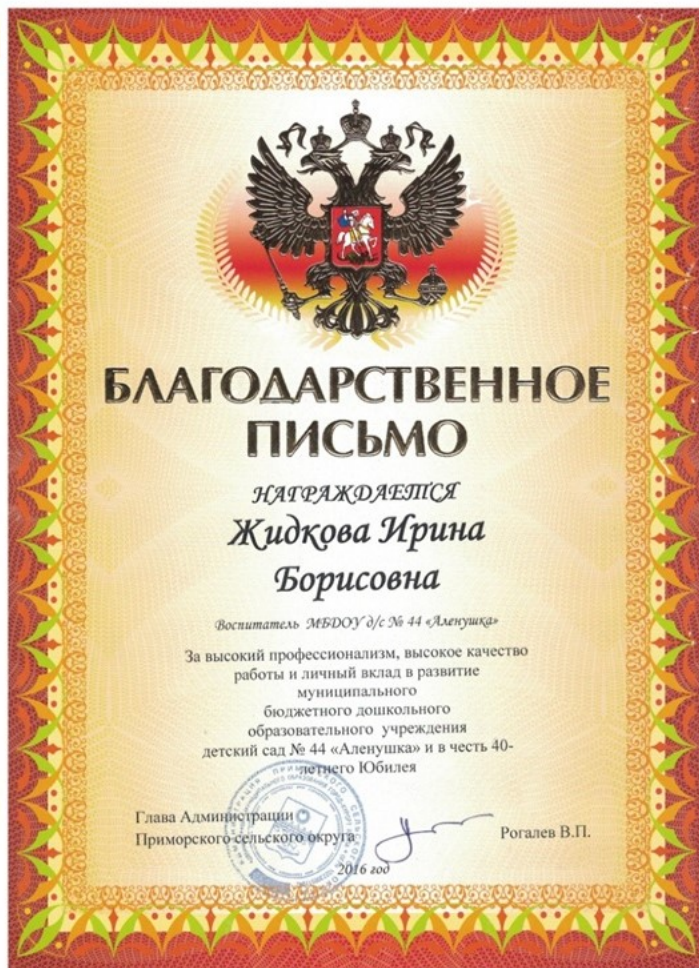 БЛАГОДАРСТВЕННОЕ
ПИСЬМО
НАГРАЖДАЕТСЯ
Жидкова Ирина
Борисовна
Воспитатель МБДОУ д/с № 44 «Аленушка»
За высокий профессионализм, высокое качество
работы и личный вклад в развитие
муниципального
бюджетного дошкольного
образовательного учреждения
детский сад № 44 «Аленушка» и в честь 40-
летнего Юбилея
Глава Администрации
Приморского сельского округа
Рогалев В.П.
2016 год